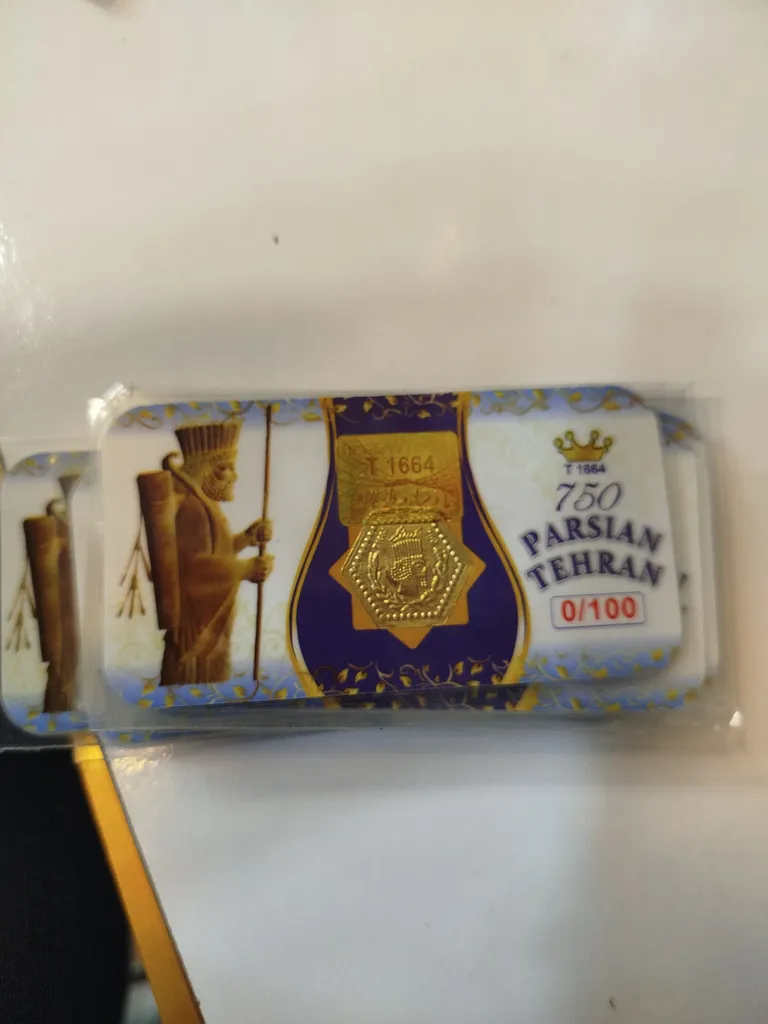 T 1664
T 1664
750
PARSIAN
TEHRAN
0/100